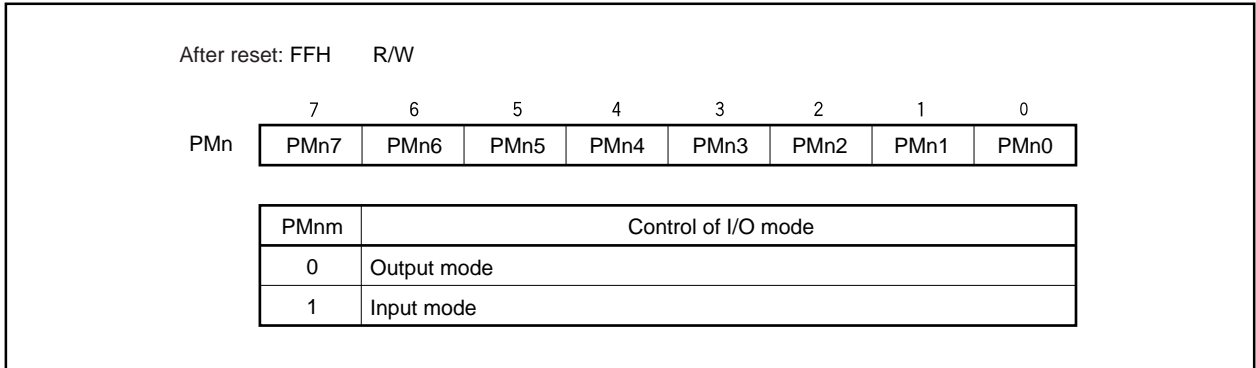 After reset: FFH R/W
7 6 5 4 3 2 1 0
PMn PMn7 PMn6 PMn5 PMn4 PMn3 PMn2 PMn1 PMn0
PMnm Control of I/O mode
0 Output mode
1 Input mode